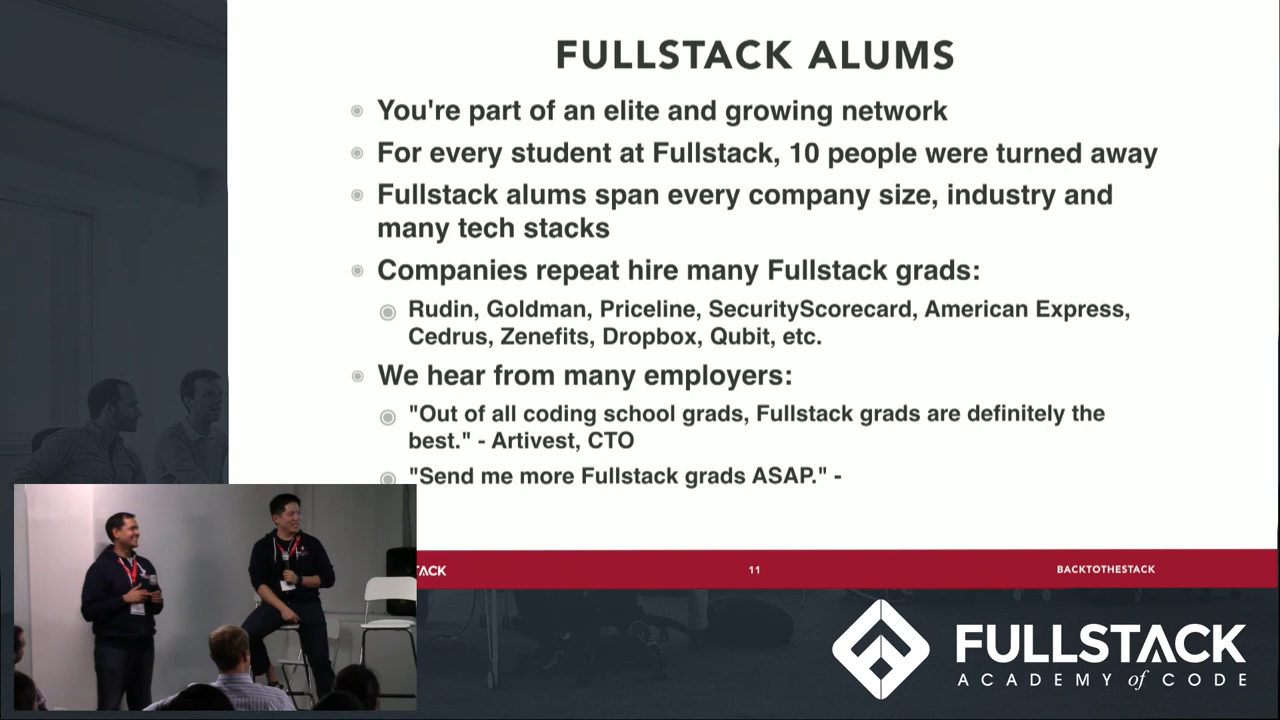 FULLSTACK ALUMS
You're part of an elite and growing network
For every student at Fullstack, 10 people were turned away
Fullstack alums span every company size, industry and
many tech stacks
Companies repeat hire many Fullstack grads:
Rudin, Goldman, Priceline, SecurityScorecard, American Express,
Cedrus, Zenefits, Dropbox, Qubit, etc.
We hear from many employers:
"Out of all coding school grads, Fullstack grads are definitely the
best." - Artivest, CTO
"Send me more Fullstack grads ASAP." -
TACK 11 BACKTOTHESTACK
FULLSTACK
ACADEMY of CODE